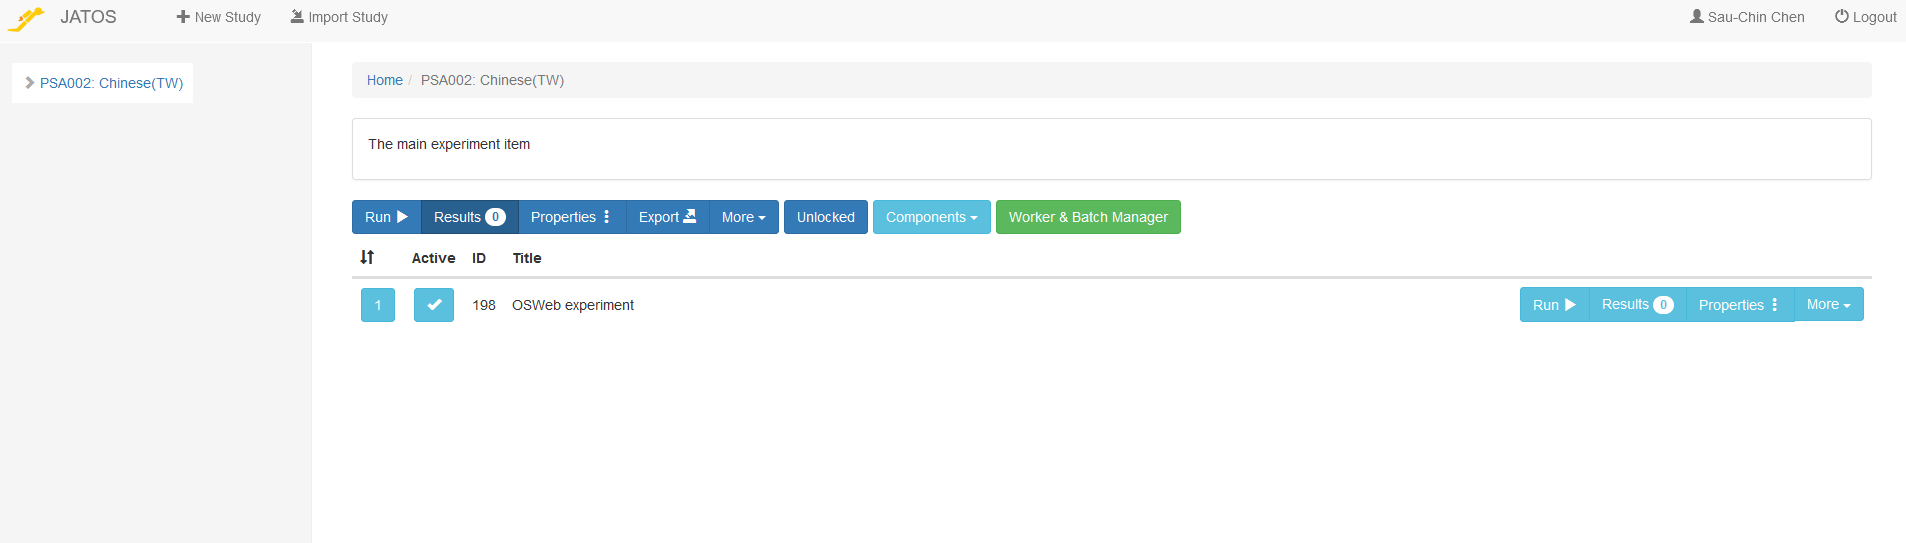 JATOS New Study Import Study Sau-Chin Chen Logout
PSA002: Chinese(TW)
Home / PSA002: Chinese(TW)
The main experiment item
Run Results 0 Properties Export More Unlocked Components Worker & Batch Manager
Active ID Title
1 198 OSWeb experiment Run Results 0 Properties More